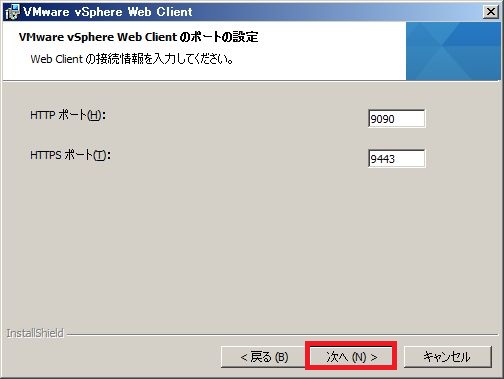 VMware vSphere Web Client
VMware vSphere Web Client のポートの設定
Web Client の接続情報を入力してください。
HTTP ポート(H): 9090
HTTPS ポート(T): 9443
InstallShield
< 戻る (B) 次へ (N) > キャンセル